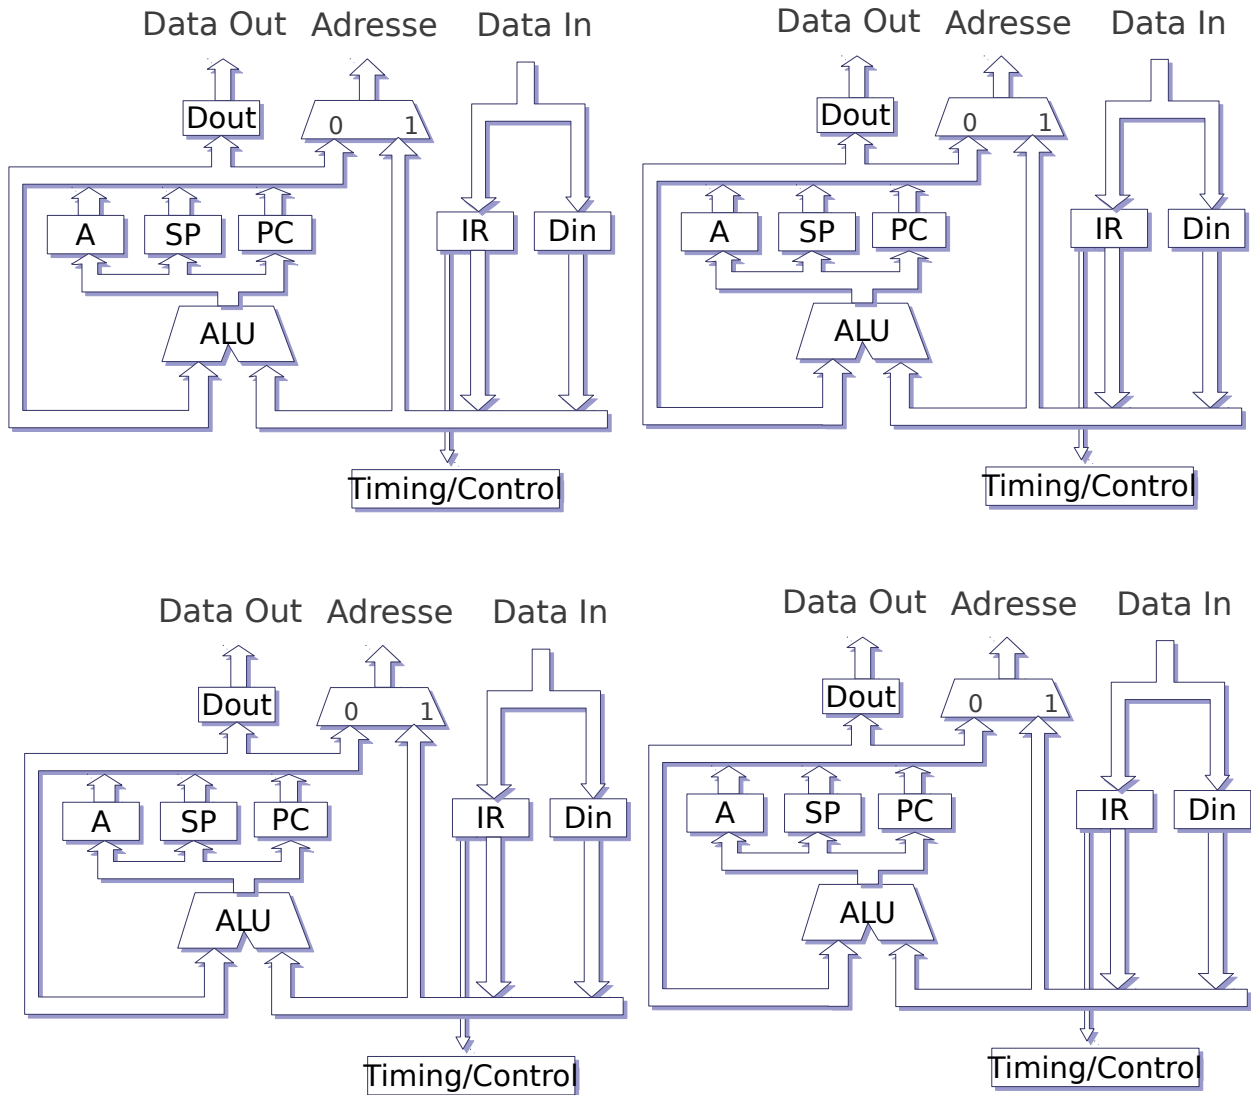 Data Out Adresse Data In
Dout 0 1
A SP PC IR Din
ALU
Timing/Control
Data Out Adresse Data In
Dout 0 1
A SP PC IR Din
ALU
Timing/Control
Data Out Adresse Data In
Dout 0 1
A SP PC IR Din
ALU
Timing/Control
Data Out Adresse Data In
Dout 0 1
A SP PC IR Din
ALU
Timing/Control